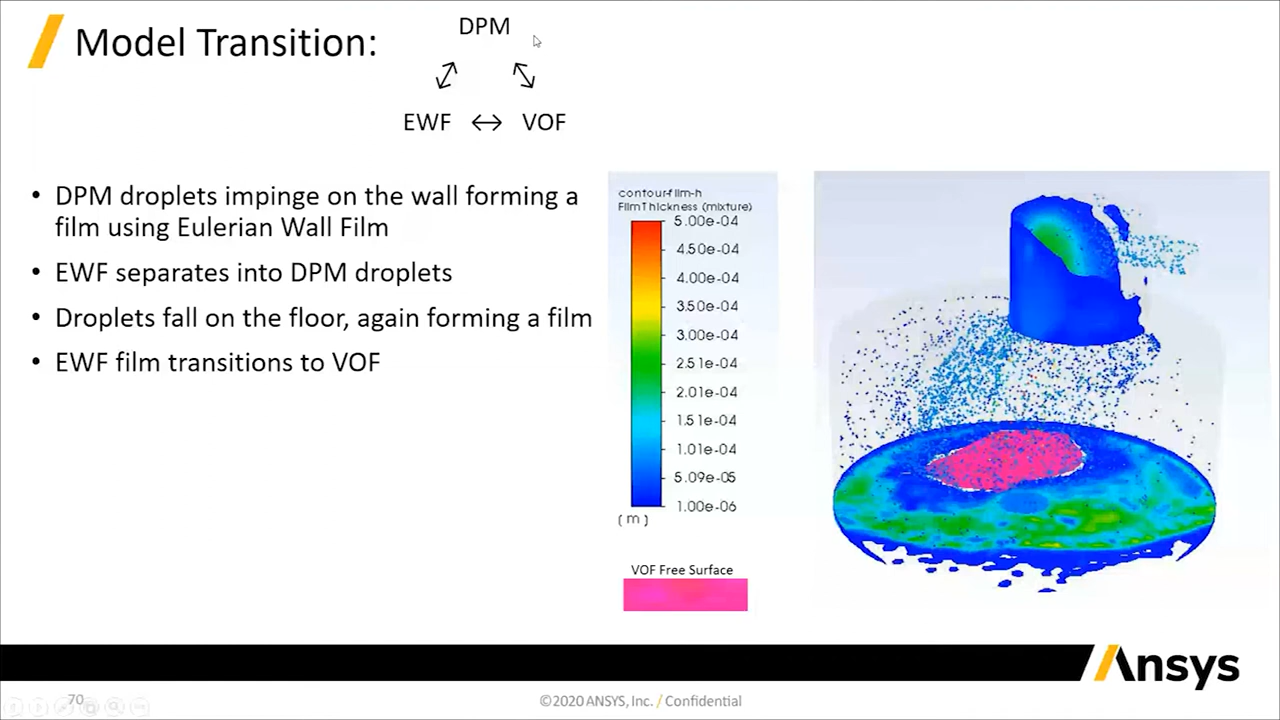 Model Transition:
DPM
EWF ↔ VOF
• DPM droplets impinge on the wall forming a
film using Eulerian Wall Film
• EWF separates into DPM droplets
• Droplets fall on the floor, again forming a film
• EWF film transitions to VOF
contour-film-h
Film Thickness (mixture)
5.00e-04
4.50e-04
4.00e-04
3.50e-04
3.00e-04
2.51e-04
2.01e-04
1.51e-04
1.01e-04
5.09e-05
1.00e-06
( m )
VOF Free Surface
Ansys
70
©2020 ANSYS, Inc. / Confidential